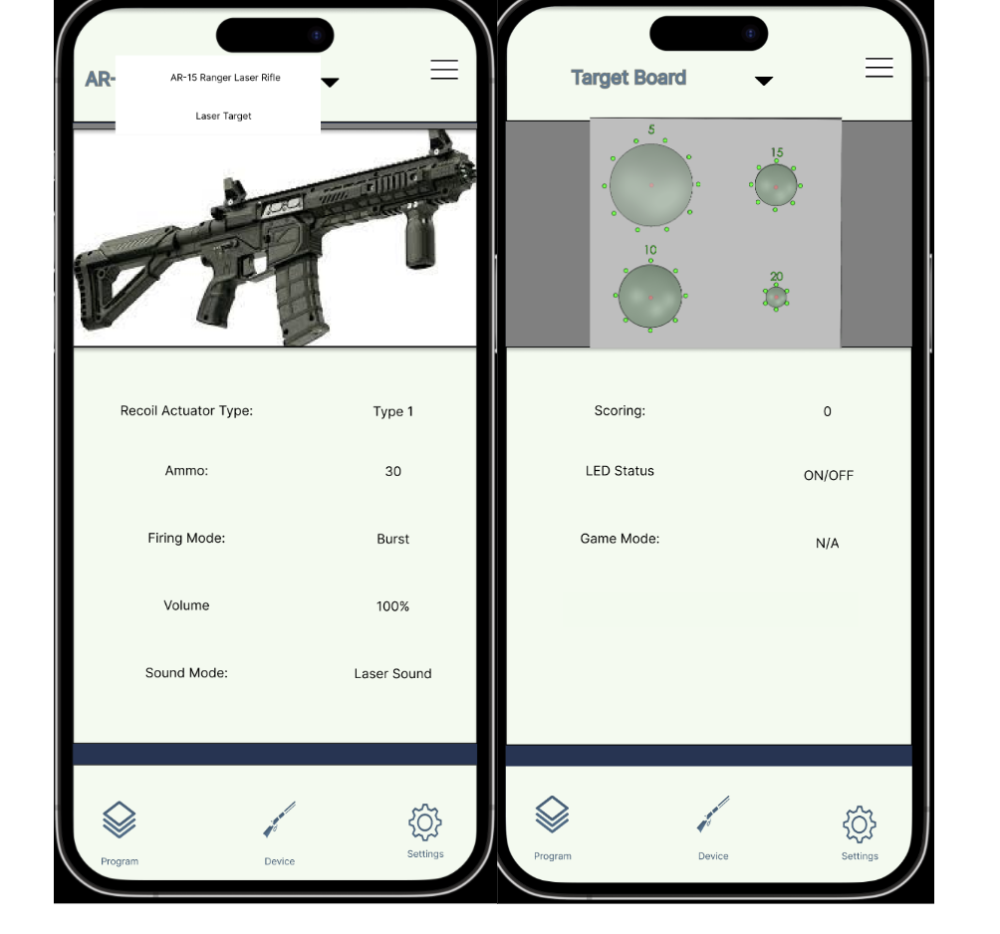 AR-
AR-15 Ranger Laser Rifle
Laser Target
Recoil Actuator Type: Type 1
Ammo: 30
Firing Mode: Burst
Volume 100%
Sound Mode: Laser Sound
Program Device Settings
Target Board
5
15
10
20
Scoring: 0
LED Status ON/OFF
Game Mode: N/A
Program Device Settings